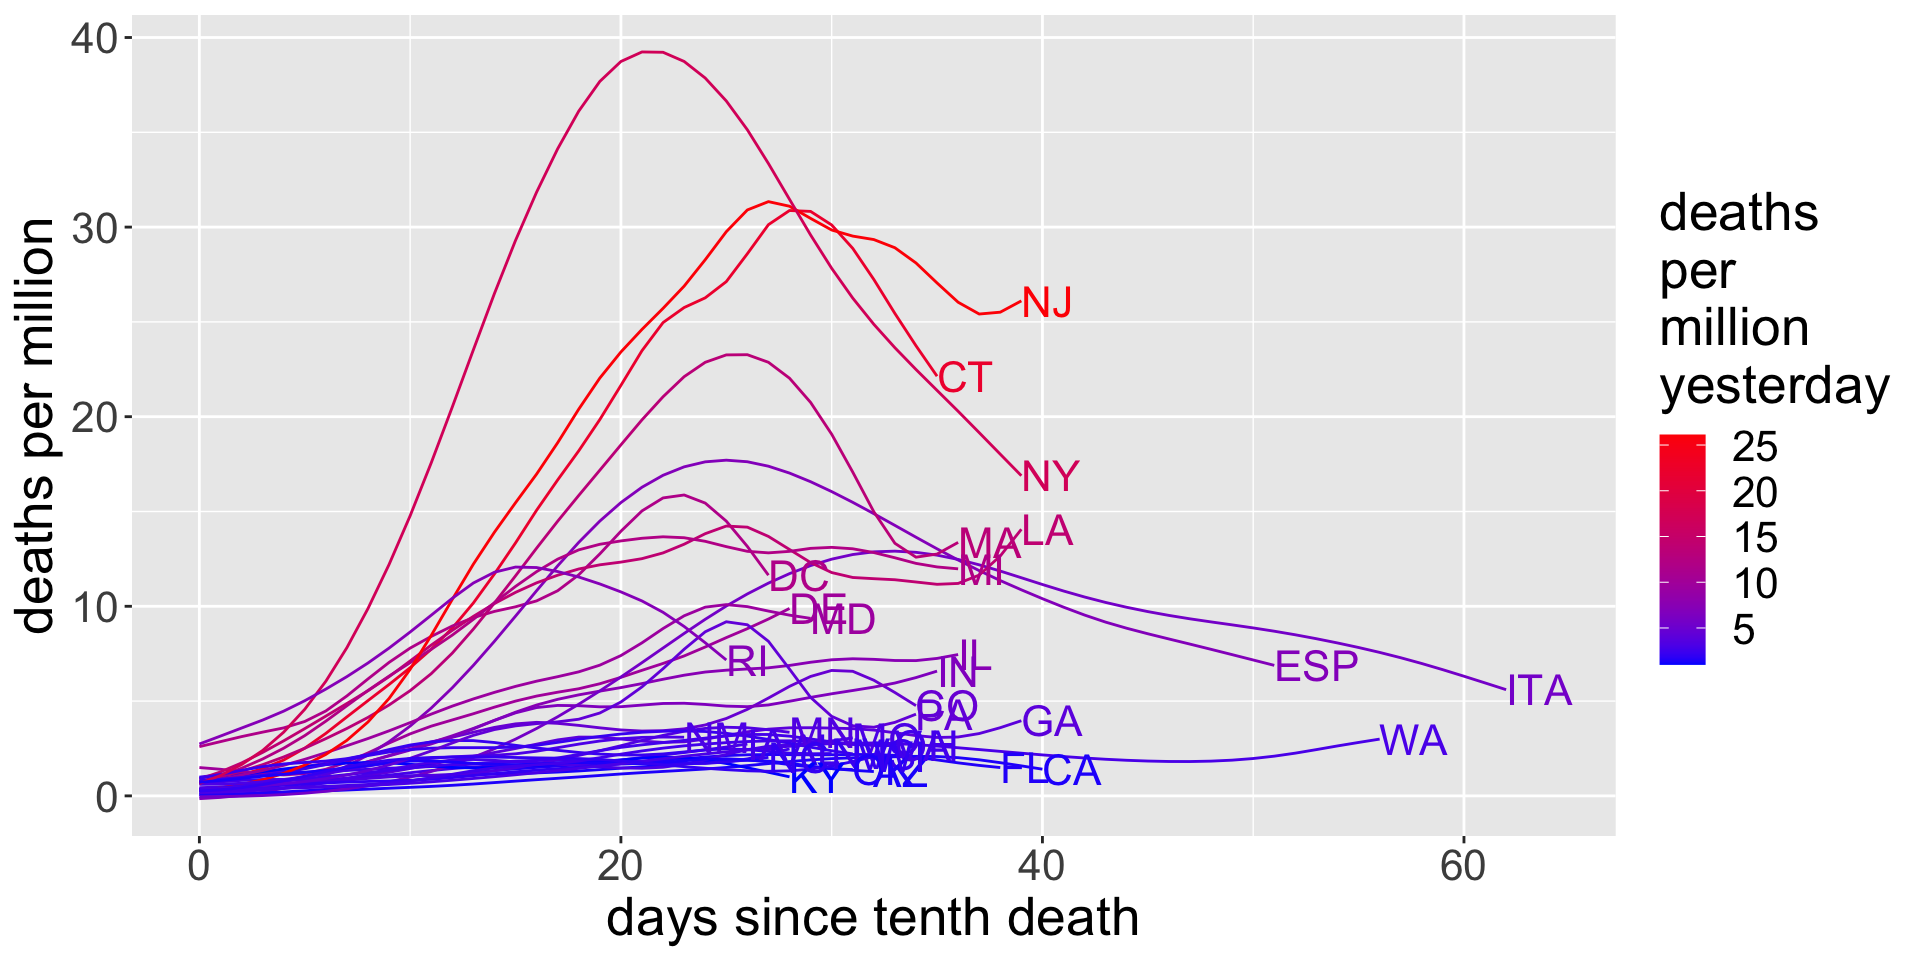 40
30
20
10
0
deaths per million
NJ
CT
NY
LA
MA
MI
DC
DE
MD
RI
IL
IN
ESP
ITA
CO
PA
GA
WA
FL
CA
KY
0
20
40
60
days since tenth death
deaths
per
million
yesterday
25
20
15
10
5